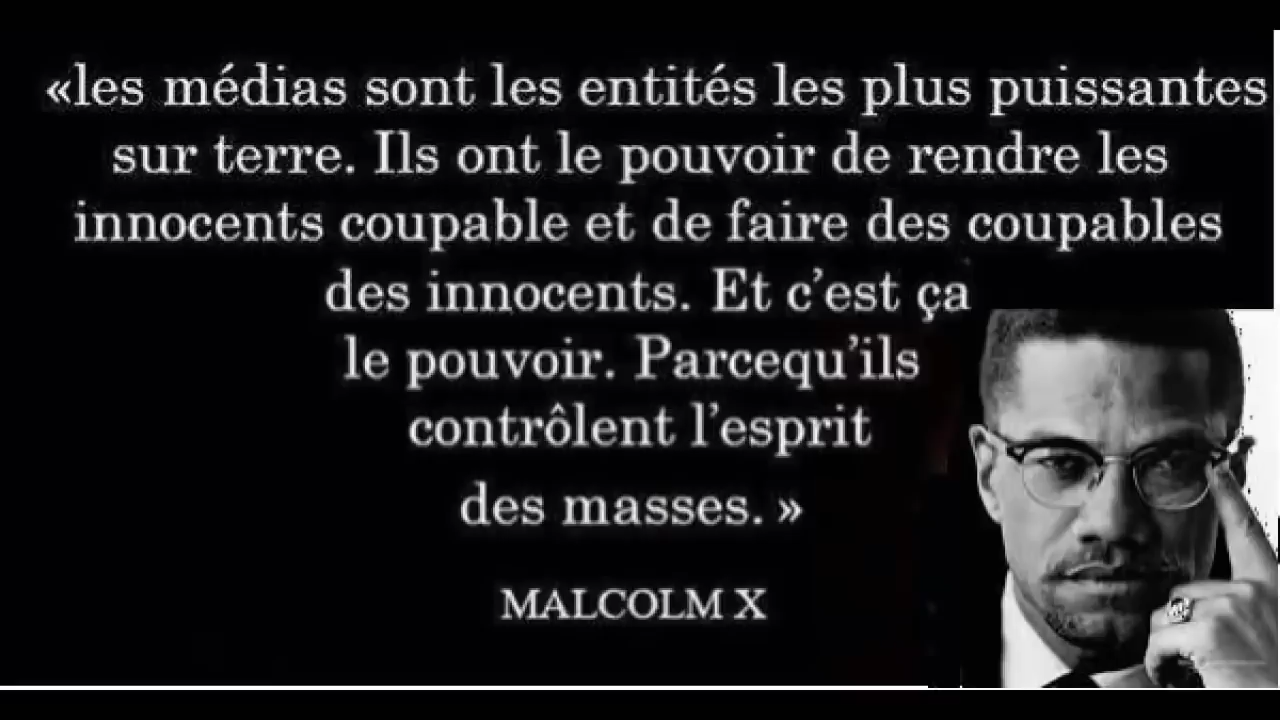 «les médias sont les entités les plus puissantes
sur terre. Ils ont le pouvoir de rendre les
innocents coupable et de faire des coupables
des innocents. Et c’est ça
le pouvoir. Parcequ’ils
contrôlent l’esprit
des masses. »
MALCOLM X